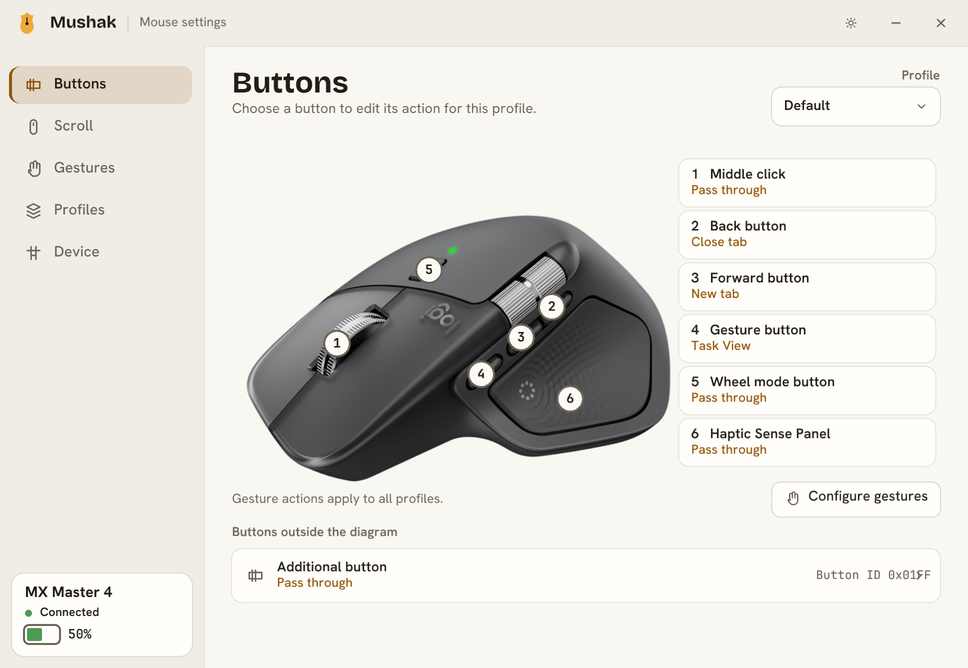 Mushak
Mouse settings
Buttons
Scroll
Gestures
Profiles
Device
MX Master 4
Connected
50%
Buttons
Choose a button to edit its action for this profile.
Profile
Default
logi
1
2
3
4
5
6
1 Middle click
Pass through
2 Back button
Close tab
3 Forward button
New tab
4 Gesture button
Task View
5 Wheel mode button
Pass through
6 Haptic Sense Panel
Pass through
Gesture actions apply to all profiles.
Configure gestures
Buttons outside the diagram
Additional button
Pass through
Button ID